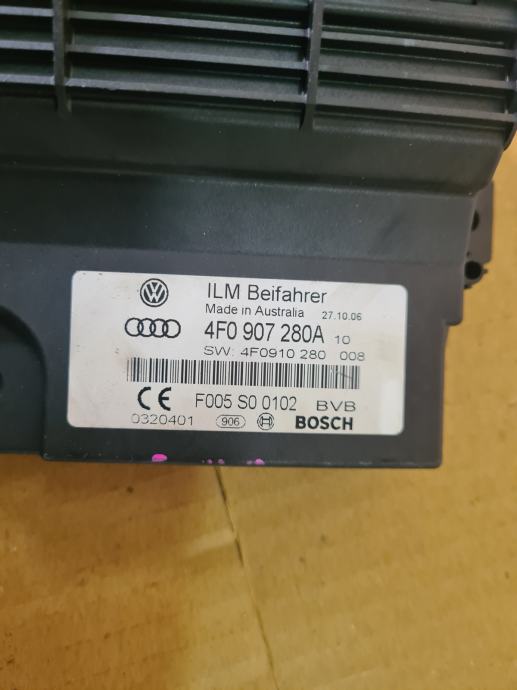 ILM Beifahrer
Made in Australia 27.10.06
4F0 907 280A 10
SW: 4F0910 280 008
CE F005 S0 0102 BVB
0320401 906 BOSCH